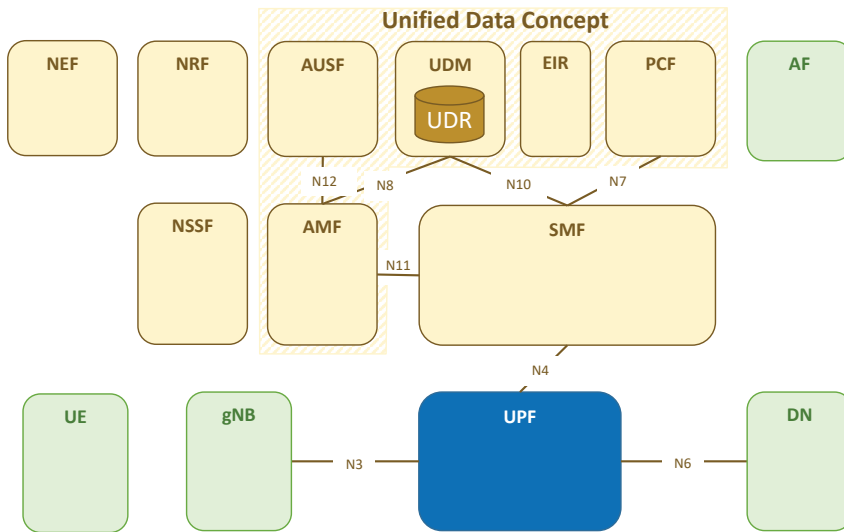 Unified Data Concept
NEF
NRF
AUSF
UDM
EIR
PCF
AF
UDR
N12
N8
N10
N7
NSSF
AMF
SMF
N11
N4
UE
gNB
UPF
DN
N3
N6